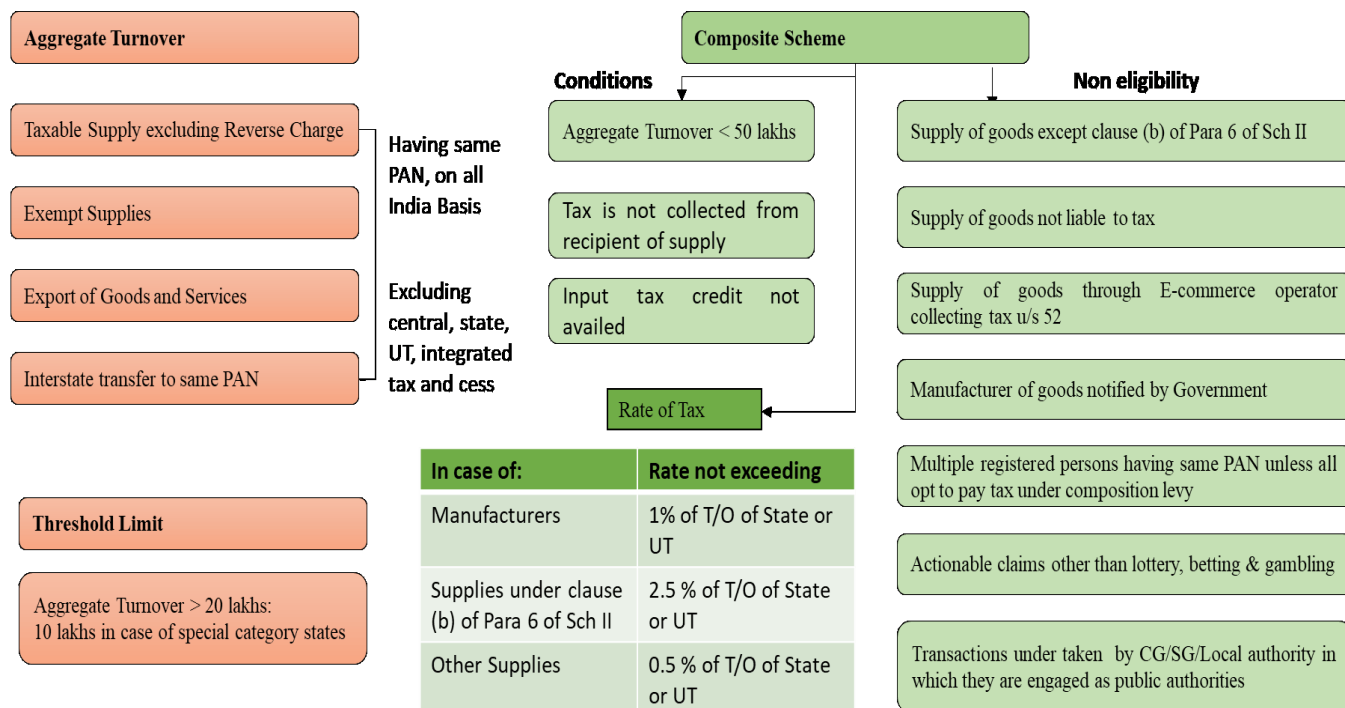 Aggregate Turnover
Taxable Supply excluding Reverse Charge
Exempt Supplies
Export of Goods and Services
Interstate transfer to same PAN
Having same
PAN, on all
India Basis
Excluding
central, state,
UT, integrated
tax and cess
Threshold Limit
Aggregate Turnover > 20 lakhs:
10 lakhs in case of special category states
Composite Scheme
Conditions
Aggregate Turnover < 50 lakhs
Tax is not collected from
recipient of supply
Input tax credit not
availed
Rate of Tax
In case of: Rate not exceeding
Manufacturers 1% of T/O of State or
UT
Supplies under clause 2.5 % of T/O of State
(b) of Para 6 of Sch II or UT
Other Supplies 0.5 % of T/O of State
or UT
Non eligibility
Supply of goods except clause (b) of Para 6 of Sch II
Supply of goods not liable to tax
Supply of goods through E-commerce operator
collecting tax u/s 52
Manufacturer of goods notified by Government
Multiple registered persons having same PAN unless all
opt to pay tax under composition levy
Actionable claims other than lottery, betting & gambling
Transactions under taken by CG/SG/Local authority in
which they are engaged as public authorities